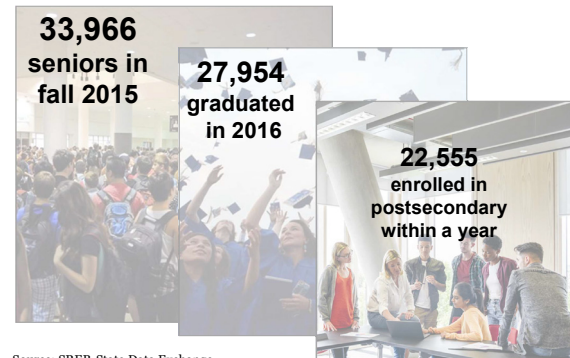 33,966
seniors in
fall 2015
27,954
graduated
in 2016
22,555
enrolled in
postsecondary
within a year
Source: SREB State Data Exchange